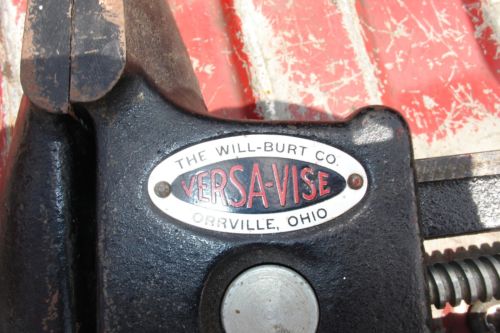 THE WILL-BURT CO.
VERSA-VISE
ORRVILLE, OHIO